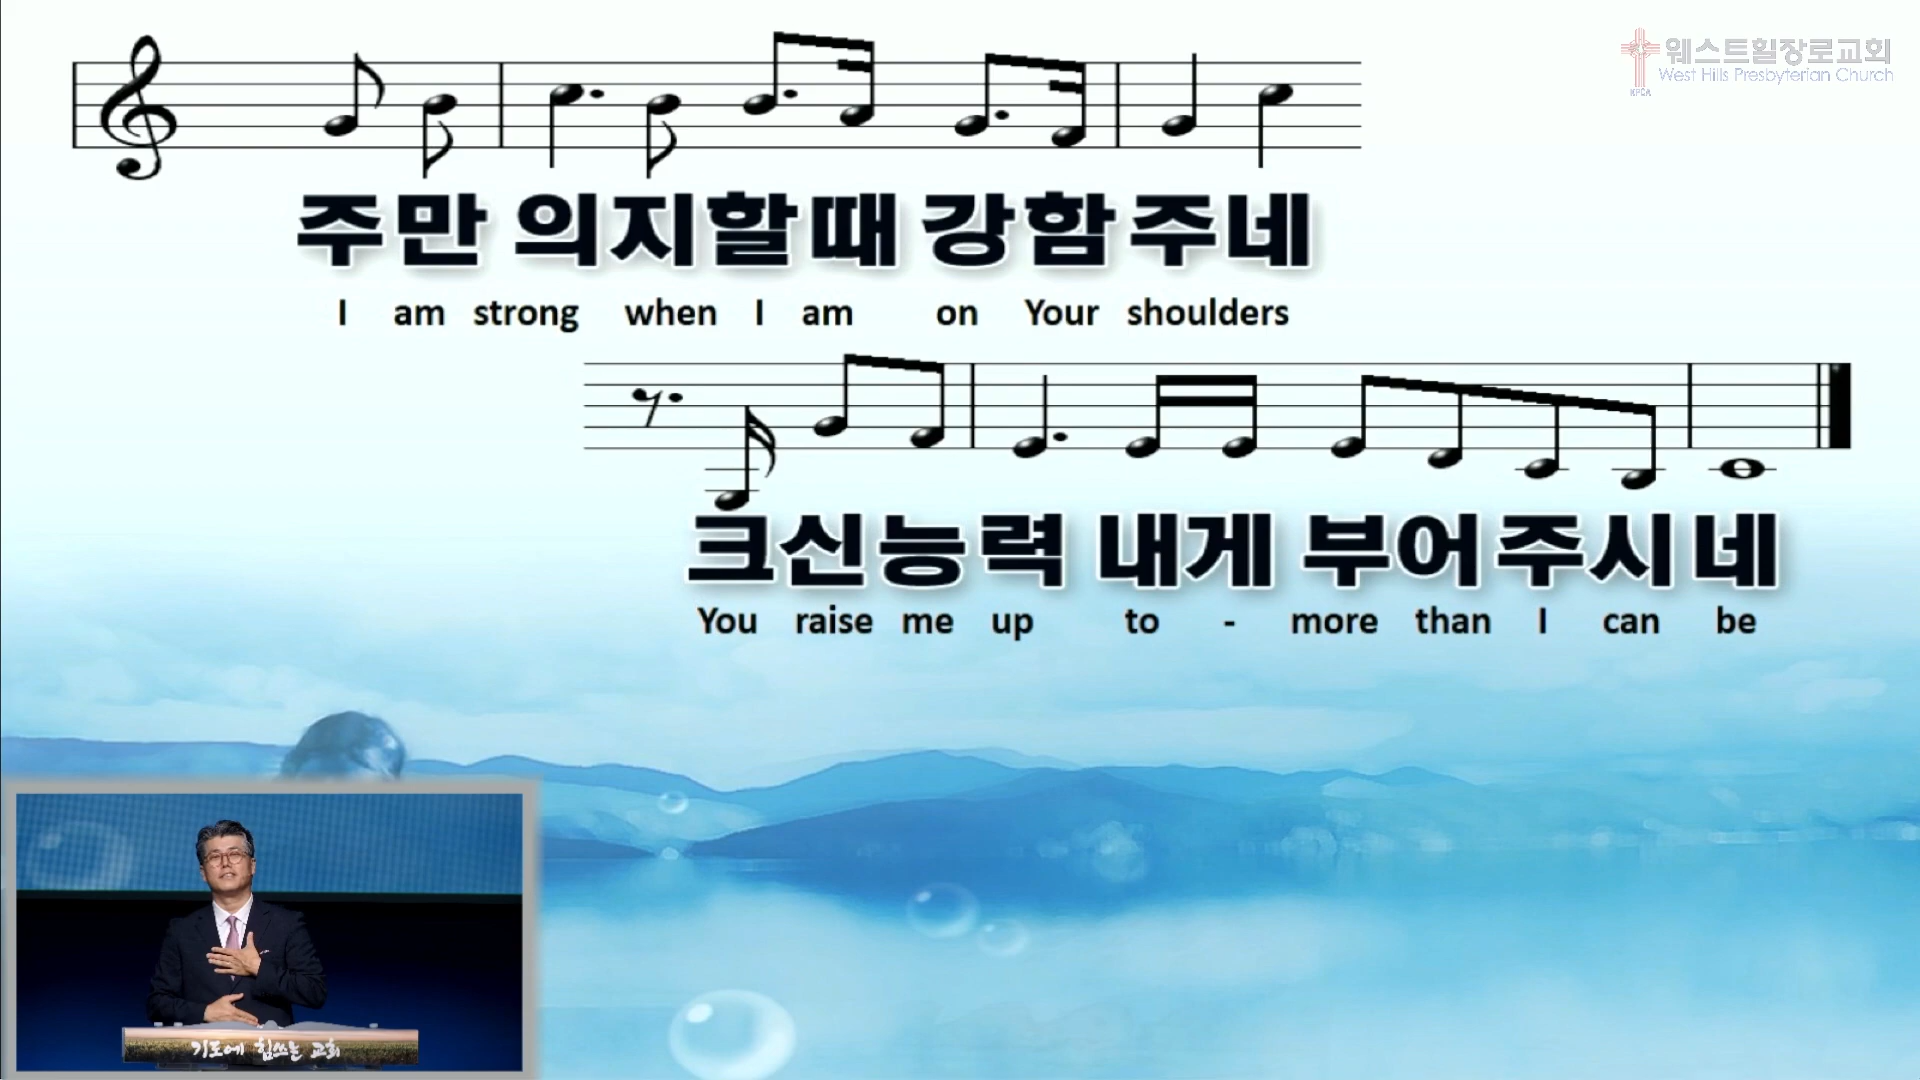 웨스트힐장로교회
West Hills Presbyterian Church
KPCA
주만 의지할때 강함주네
I am strong when I am on Your shoulders
크신능력 내게 부어주시네
You raise me up to - more than I can be
기도에 힘쓰는 교회